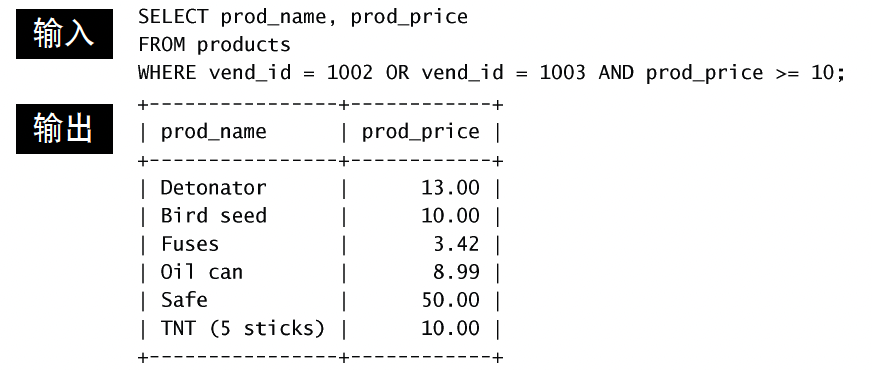 输入
SELECT prod_name, prod_price
FROM products
WHERE vend_id = 1002 OR vend_id = 1003 AND prod_price >= 10;
输出
+----------------+------------+
| prod_name      | prod_price |
+----------------+------------+
| Detonator      |      13.00 |
| Bird seed      |      10.00 |
| Fuses          |       3.42 |
| Oil can        |       8.99 |
| Safe           |      50.00 |
| TNT (5 sticks) |      10.00 |
+----------------+------------+